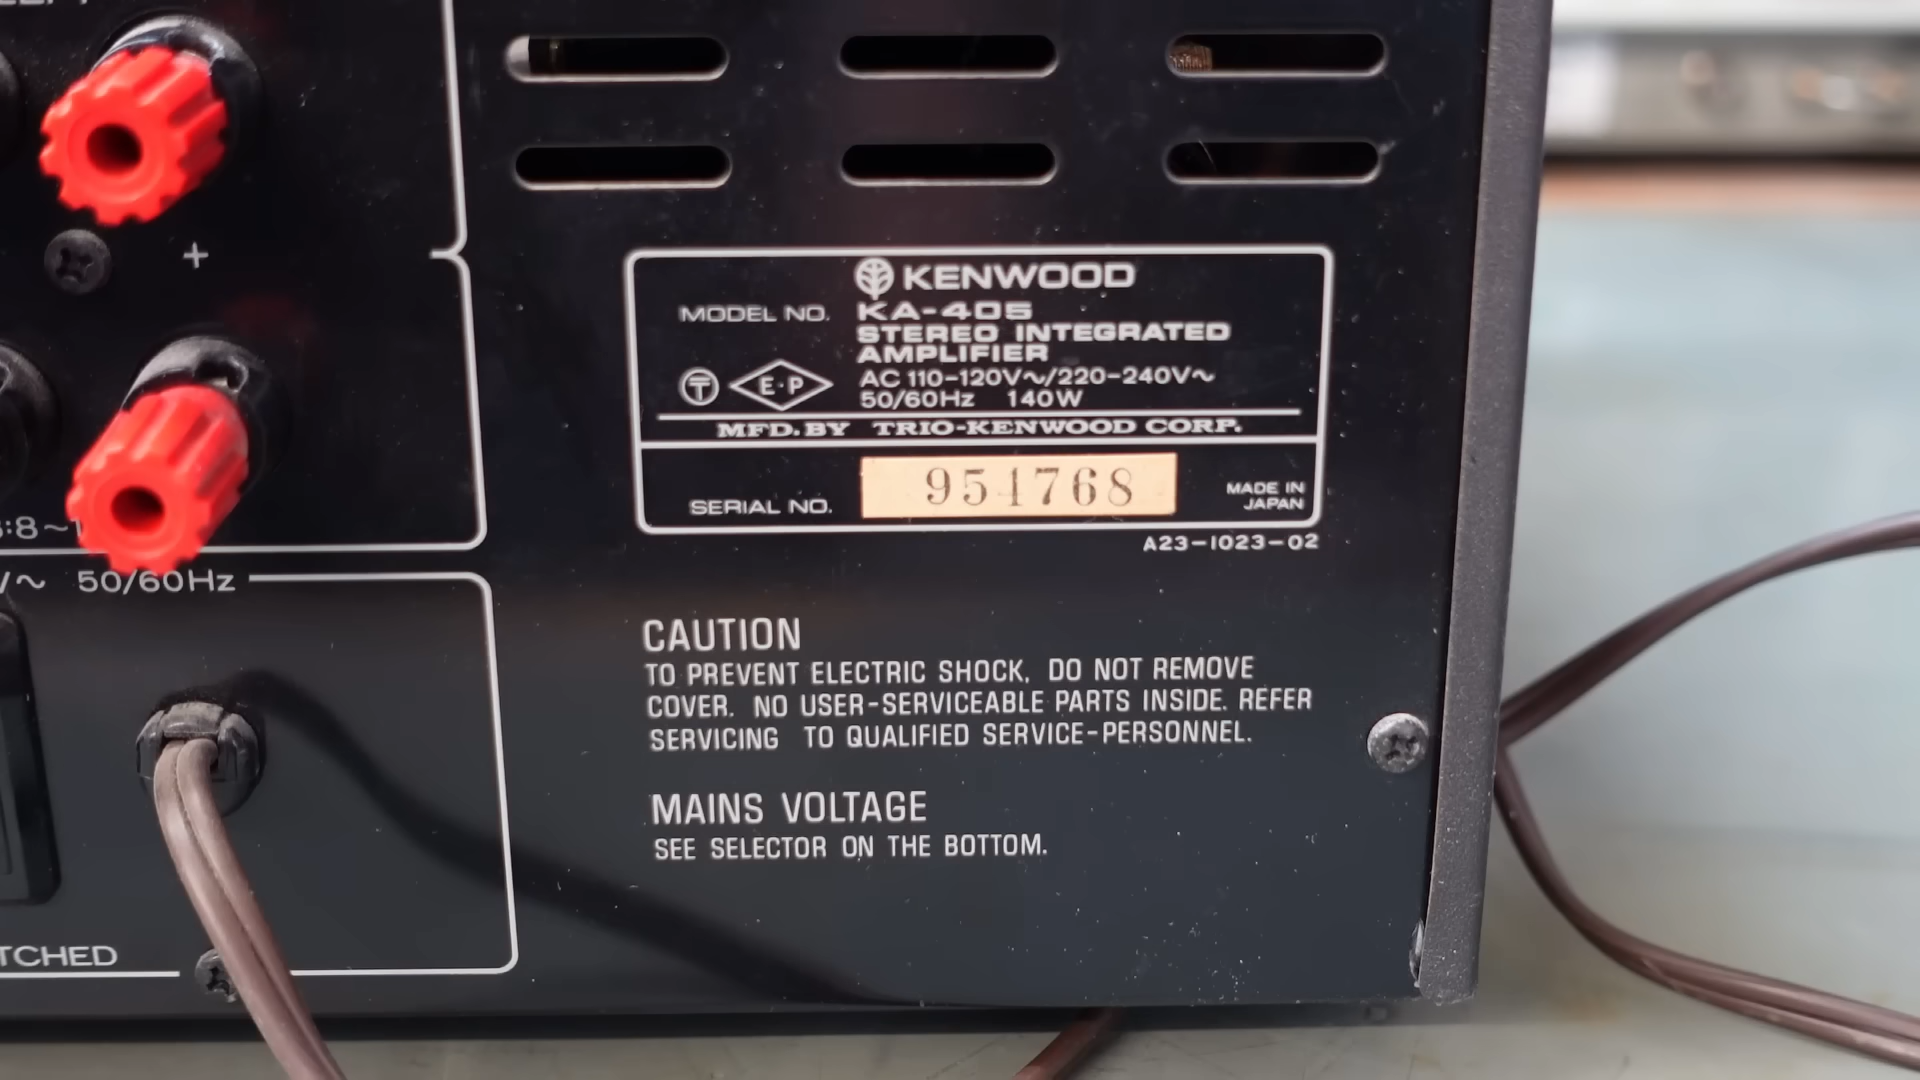 +
KENWOOD
MODEL NO. KA-405
STEREO INTEGRATED
AMPLIFIER
T E·P AC 110-120V~/220-240V~
50/60Hz 140W
MFD. BY TRIO-KENWOOD CORP.
SERIAL NO. 951768
MADE IN
JAPAN
A23-1023-02
50/60Hz
CAUTION
TO PREVENT ELECTRIC SHOCK, DO NOT REMOVE
COVER. NO USER-SERVICEABLE PARTS INSIDE. REFER
SERVICING TO QUALIFIED SERVICE-PERSONNEL.
MAINS VOLTAGE
SEE SELECTOR ON THE BOTTOM.
TCHED